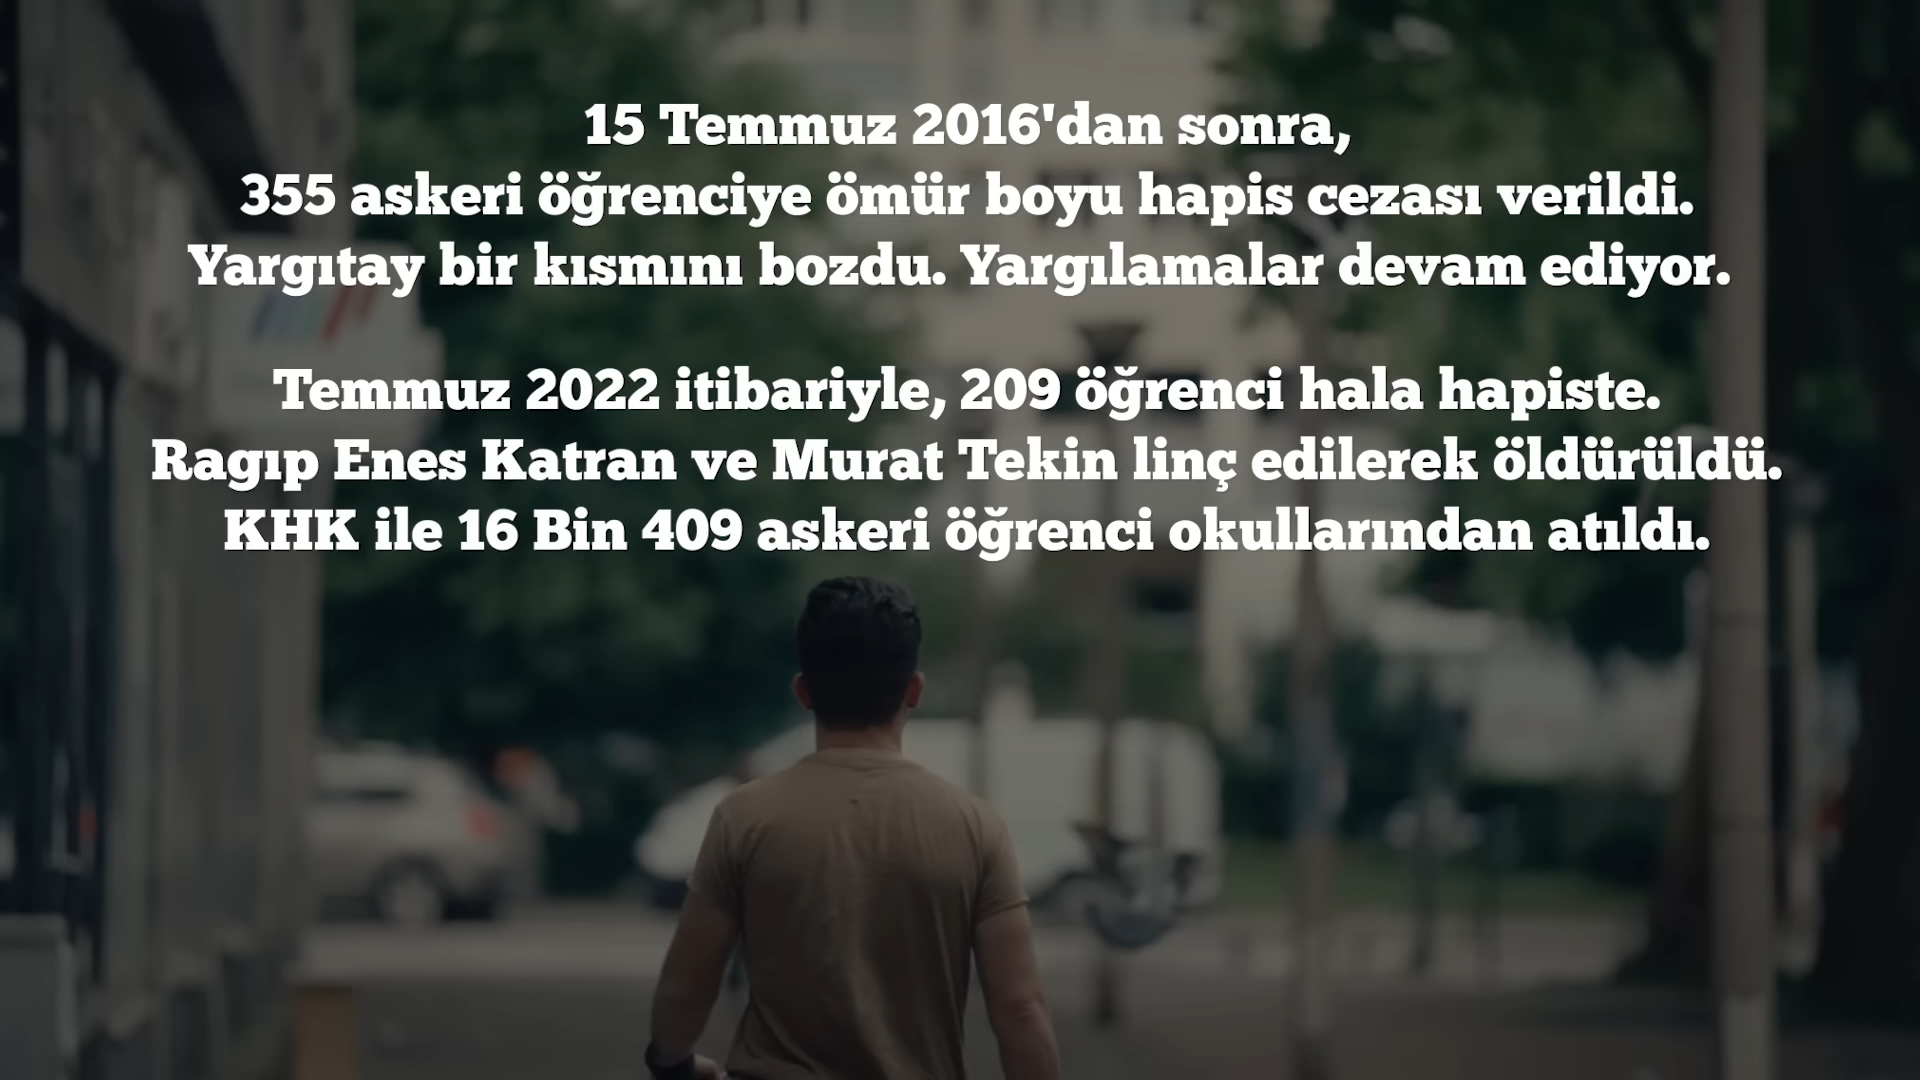 15 Temmuz 2016'dan sonra,
355 askeri öğrenciye ömür boyu hapis cezası verildi.
Yargıtay bir kısmını bozdu. Yargılamalar devam ediyor.
Temmuz 2022 itibariyle, 209 öğrenci hala hapiste.
Ragıp Enes Katran ve Murat Tekin linç edilerek öldürüldü.
KHK ile 16 Bin 409 askeri öğrenci okullarından atıldı.